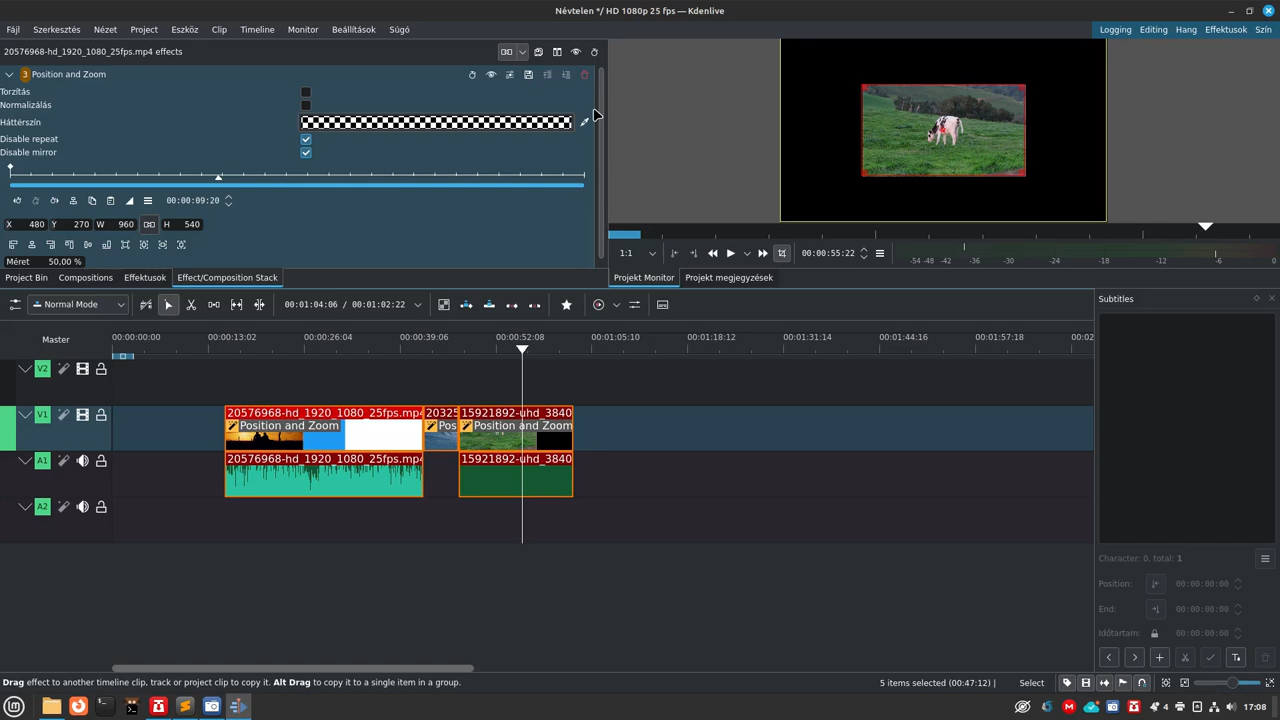 Névtelen */ HD 1080p 25 fps — Kdenlive
Fájl Szerkesztés Nézet Project Eszköz Clip Timeline Monitor Beállítások Súgó
Logging Editing Hang Effektusok Szín
20576968-hd_1920_1080_25fps.mp4 effects
3 Position and Zoom
Torzítás
Normalizálás
Háttérszín
Disable repeat
Disable mirror
00:00:09:20
X 480 Y 270 W 960 H 540
Méret 50,00 %
1:1 00:00:55:22
-54 -48 -42 -36 -30 -24 -18 -12 -6 0
Project Bin Compositions Effektusok Effect/Composition Stack
Projekt Monitor Projekt megjegyzések
Normal Mode 00:01:04:06 / 00:01:02:22
Subtitles
Master
00:00:00:00 00:00:13:02 00:00:26:04 00:00:39:06 00:00:52:08 00:01:05:10 00:01:18:12 00:01:31:14 00:01:44:16 00:01:57:18 00:02
V2
V1
20576968-hd_1920_1080_25fps.mp4 20325 15921892-uhd_3840
Position and Zoom Pos Position and Zoom
A1
20576968-hd_1920_1080_25fps.mp4 15921892-uhd_3840
A2
Character: 0, total: 1
Position: 00:00:00:00
End: 00:00:00:00
Időtartam: 00:00:00:00
Drag effect to another timeline clip, track or project clip to copy it. Alt Drag to copy it to a single item in a group.
5 items selected (00:47:12) Select
4 17:08